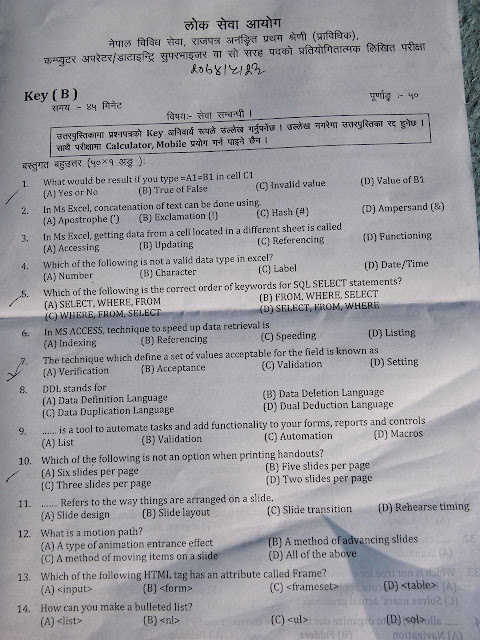 लोक सेवा आयोग
नेपाल विविध सेवा, राजपत्र अनङ्कित प्रथम श्रेणी (प्राविधिक),
कम्प्युटर अपरेटर/डाटाइन्ट्रि सुपरभाइजर वा सो सरह पदको प्रतियोगितात्मक लिखित परीक्षा
Key ( B )
समय :- ४५ मिनेट
पूर्णाङ्क :- ५०
विषय:- सेवा सम्बन्धी ।
उत्तरपुस्तिकामा प्रश्नपत्रको Key अनिवार्य रूपले उल्लेख गर्नुपर्नेछ । उल्लेख नगरेमा उत्तरपुस्तिका रद्द हुनेछ ।
साथै परीक्षामा Calculator, Mobile प्रयोग गर्न पाइने छैन ।
बस्तुगत बहुउत्तर (५०×१ अङ्क ):
1. What would be result if you type =A1=B1 in cell C1
(A) Yes or No (B) True of False (C) Invalid value (D) Value of B1
2. In Ms Excel, concatenation of text can be done using.
(A) Apostrophe (') (B) Exclamation (!) (C) Hash (#) (D) Ampersand (&)
3. In Ms Excel, getting data from a cell located in a different sheet is called
(A) Accessing (B) Updating (C) Referencing (D) Functioning
4. Which of the following is not a valid data type in excel?
(A) Number (B) Character (C) Label (D) Date/Time
5. Which of the following is the correct order of keywords for SQL SELECT statements?
(A) SELECT, WHERE, FROM (B) FROM, WHERE, SELECT
(C) WHERE, FROM, SELECT (D) SELECT, FROM, WHERE
6. In MS ACCESS, technique to speed up data retrieval is
(A) Indexing (B) Referencing (C) Speeding (D) Listing
7. The technique which define a set of values acceptable for the field is known as
(A) Verification (B) Acceptance (C) Validation (D) Setting
8. DDL stands for
(A) Data Definition Language (B) Data Deletion Language
(C) Data Duplication Language (D) Dual Deduction Language
9. ...... is a tool to automate tasks and add functionality to your forms, reports and controls
(A) List (B) Validation (C) Automation (D) Macros
10. Which of the following is not an option when printing handouts?
(A) Six slides per page (B) Five slides per page
(C) Three slides per page (D) Two slides per page
11. ....... Refers to the way things are arranged on a slide.
(A) Slide design (B) Slide layout (C) Slide transition (D) Rehearse timing
12. What is motion path?
(A) A type of animation entrance effect (B) A method of advancing slides
(C) A method of moving items on a slide (D) All of the above
13. Which of the following HTML tag has an attribute called Frame?
(A) <input> (B) <form> (C) <frameset> (D) <table>
14. How can you make a bulleted list?
(A) <list> (B) <nl> (C) <ul> (D) <ol>